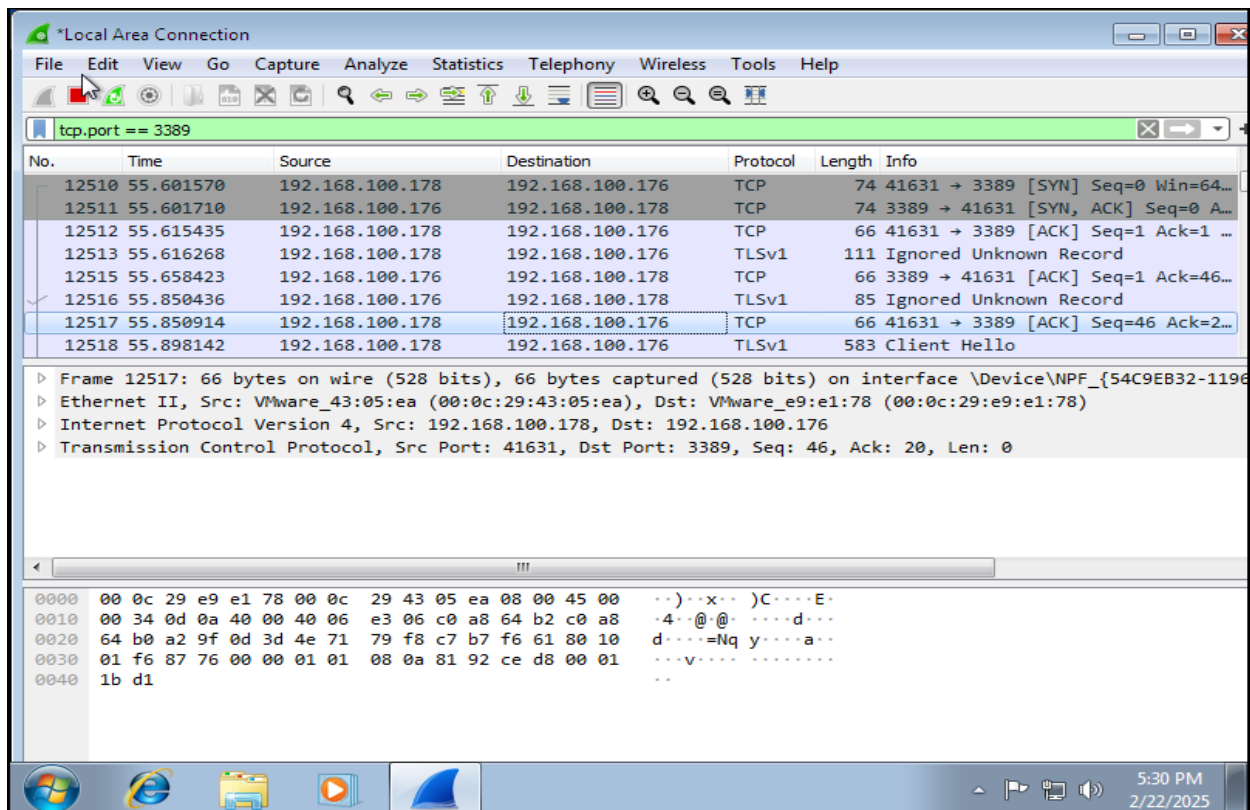 *Local Area Connection
File Edit View Go Capture Analyze Statistics Telephony Wireless Tools Help
tcp.port == 3389
No. Time Source Destination Protocol Length Info
12510 55.601570 192.168.100.178 192.168.100.176 TCP 74 41631 → 3389 [SYN] Seq=0 Win=64…
12511 55.601710 192.168.100.176 192.168.100.178 TCP 74 3389 → 41631 [SYN, ACK] Seq=0 A…
12512 55.615435 192.168.100.178 192.168.100.176 TCP 66 41631 → 3389 [ACK] Seq=1 Ack=1 …
12513 55.616268 192.168.100.178 192.168.100.176 TLSv1 111 Ignored Unknown Record
12515 55.658423 192.168.100.176 192.168.100.178 TCP 66 3389 → 41631 [ACK] Seq=1 Ack=46…
12516 55.850436 192.168.100.176 192.168.100.178 TLSv1 85 Ignored Unknown Record
12517 55.850914 192.168.100.178 192.168.100.176 TCP 66 41631 → 3389 [ACK] Seq=46 Ack=2…
12518 55.898142 192.168.100.178 192.168.100.176 TLSv1 583 Client Hello
Frame 12517: 66 bytes on wire (528 bits), 66 bytes captured (528 bits) on interface \Device\NPF_{54C9EB32-1196
Ethernet II, Src: VMware_43:05:ea (00:0c:29:43:05:ea), Dst: VMware_e9:e1:78 (00:0c:29:e9:e1:78)
Internet Protocol Version 4, Src: 192.168.100.178, Dst: 192.168.100.176
Transmission Control Protocol, Src Port: 41631, Dst Port: 3389, Seq: 46, Ack: 20, Len: 0
0000 00 0c 29 e9 e1 78 00 0c 29 43 05 ea 08 00 45 00 ··)··x·· )C····E·
0010 00 34 0d 0a 40 00 40 06 e3 06 c0 a8 64 b2 c0 a8 ·4··@·@· ····d···
0020 64 b0 a2 9f 0d 3d 4e 71 79 f8 c7 b7 f6 61 80 10 d····=Nq y····a··
0030 01 f6 87 76 00 00 01 01 08 0a 81 92 ce d8 00 01 ···v···· ········
0040 1b d1 ··
5:30 PM
2/22/2025